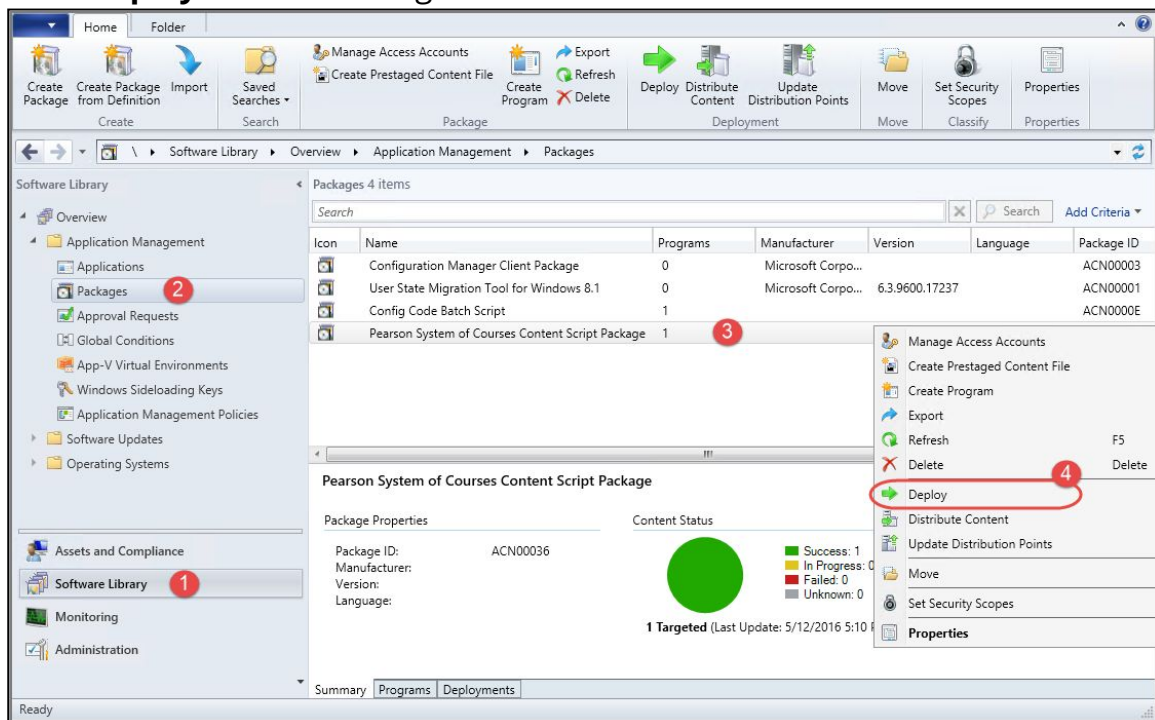 Home Folder
Manage Access Accounts
Create Prestaged Content File
Export
Refresh
Delete
Create Package
Create Package from Definition
Import
Saved Searches
Create Program
Deploy
Distribute Content
Update Distribution Points
Move
Set Security Scopes
Properties
Create Search Package Deployment Move Classify Properties
\ Software Library Overview Application Management Packages
Software Library
Overview
Application Management
Applications
Packages 2
Approval Requests
Global Conditions
App-V Virtual Environments
Windows Sideloading Keys
Application Management Policies
Software Updates
Operating Systems
Assets and Compliance
Software Library 1
Monitoring
Administration
Packages 4 items
Search Search Add Criteria
Icon Name Programs Manufacturer Version Language Package ID
Configuration Manager Client Package 0 Microsoft Corpo... ACN00003
User State Migration Tool for Windows 8.1 0 Microsoft Corpo... 6.3.9600.17237 ACN00001
Config Code Batch Script 1 ACN0000E
Pearson System of Courses Content Script Package 1 3
Manage Access Accounts
Create Prestaged Content File
Create Program
Export
Refresh F5
Delete Delete
4
Deploy
Distribute Content
Update Distribution Points
Move
Set Security Scopes
Properties
Pearson System of Courses Content Script Package
Package Properties
Package ID: ACN00036
Manufacturer:
Version:
Language:
Content Status
Success: 1
In Progress: 0
Failed: 0
Unknown: 0
1 Targeted (Last Update: 5/12/2016 5:10
Summary Programs Deployments
Ready